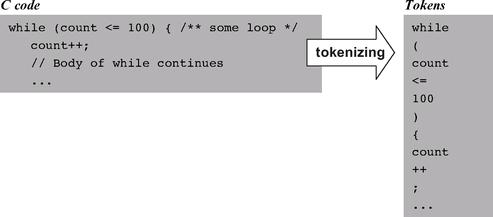 C code
while (count <= 100) { /** some loop */
count++;
// Body of while continues
...
tokenizing
Tokens
while
(
count
<=
100
)
{
count
++
;
...